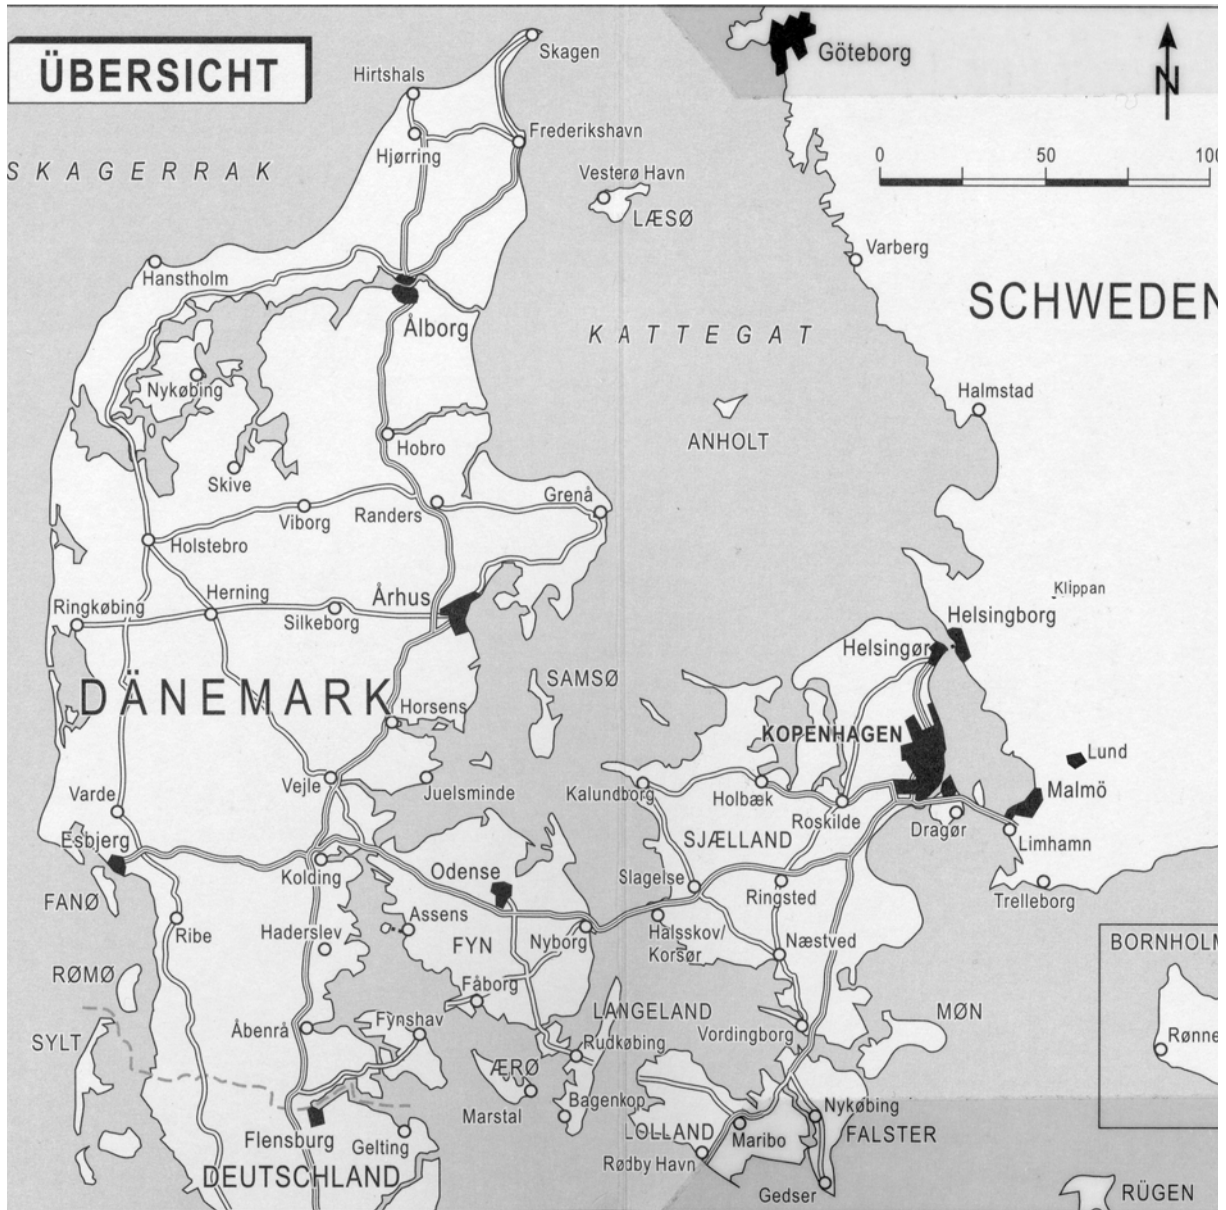 ÜBERSICHT
Göteborg
N
Skagen
Hirtshals
Frederikshavn
Hjørring
SKAGERRAK
0 50 100
Vesterø Havn
LÆSØ
Varberg
Hanstholm
SCHWEDEN
Ålborg
KATTEGAT
Nykøbing
Halmstad
ANHOLT
Hobro
Skive
Grenå
Viborg
Randers
Holstebro
Klippan
Herning
Århus
Ringkøbing
Silkeborg
Helsingborg
Helsingør
DÄNEMARK
SAMSØ
Horsens
KOPENHAGEN
Lund
Vejle
Juelsminde
Kalundborg
Holbæk
Malmö
Varde
Roskilde
Dragør
SJÆLLAND
Limhamn
Esbjerg
Kolding
Odense
Slagelse
Ringsted
Trelleborg
FANØ
Assens
Ribe
Haderslev
FYN
Nyborg
Halsskov/
Korsør
Næstved
BORNHOLM
RØMØ
Fåborg
LANGELAND
MØN
Åbenrå
Fynshav
Vordingborg
SYLT
Rudkøbing
Rønne
ÆRØ
Marstal
Bagenkop
Nykøbing
Flensburg
Gelting
LOLLAND
Maribo
FALSTER
Rødby Havn
DEUTSCHLAND
Gedser
RÜGEN